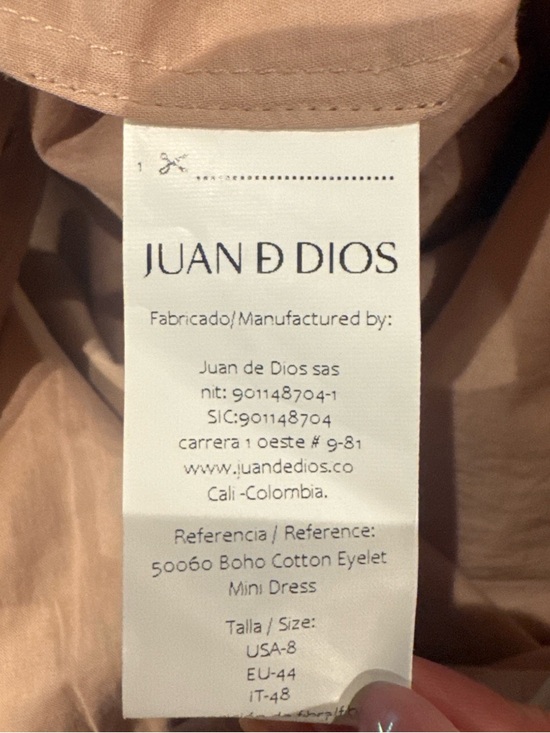 1
JUAN D DIOS
Fabricado/Manufactured by:
Juan de Dios sas
nit: 901148704-1
SIC:901148704
carrera 1 oeste # 9-81
www.juandedios.co
Cali -Colombia.
Referencia / Reference:
50060 Boho Cotton Eyelet
Mini Dress
Talla / Size:
USA-8
EU-44
IT-48